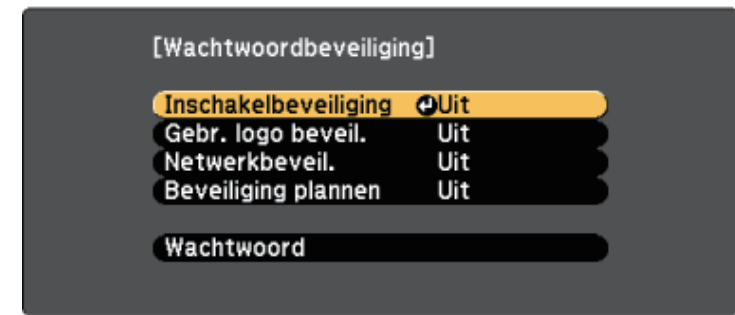 [Wachtwoordbeveiliging]
Inschakelbeveiliging Uit
Gebr. logo beveil. Uit
Netwerkbeveil. Uit
Beveiliging plannen Uit
Wachtwoord